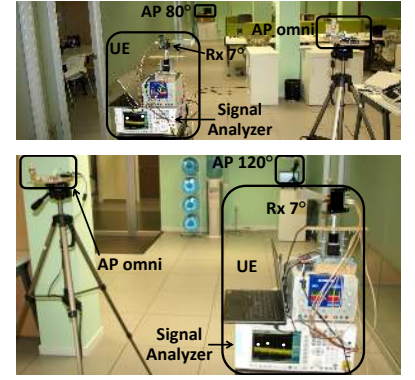 AP 80°
AP omni
UE
Rx 7°
Signal
Analyzer
AP 120°
Rx 7°
AP omni
UE
Signal
Analyzer